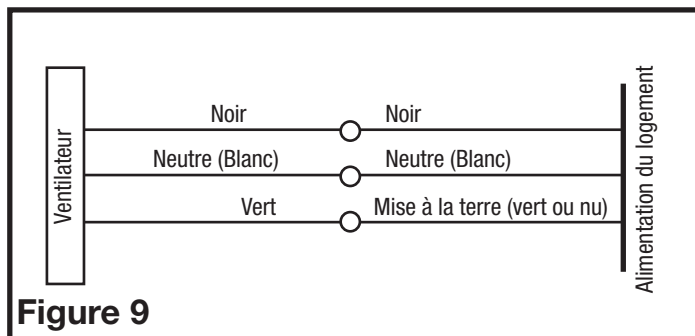 Ventilateur
Noir
Noir
Neutre (Blanc)
Neutre (Blanc)
Vert
Mise à la terre (vert ou nu)
Alimentation du logement
Figure 9